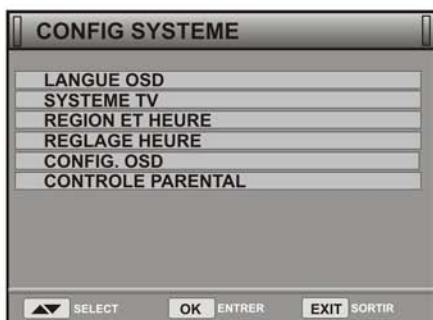 CONFIG SYSTEME
LANGUE OSD
SYSTEME TV
REGION ET HEURE
REGLAGE HEURE
CONFIG. OSD
CONTROLE PARENTAL
SELECT OK ENTRER EXIT SORTIR